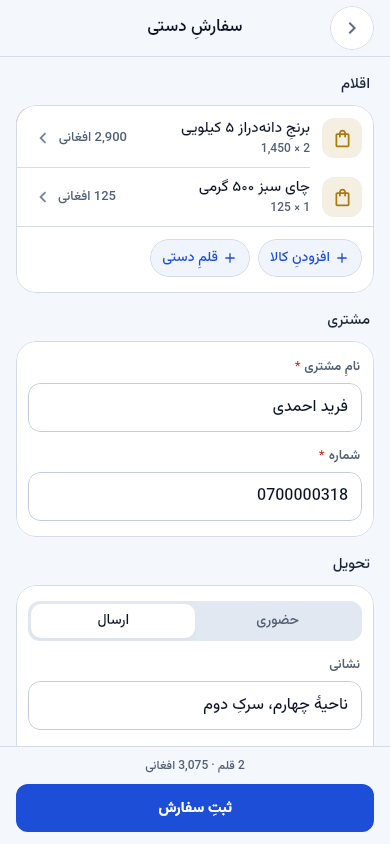 سفارشِ دستی
اقلام
برنجِ دانه‌دراز ۵ کیلویی
2,900 افغانی
1,450 × 2
چای سبز ۵۰۰ گرمی
125 افغانی
125 × 1
افزودنِ کالا
قلمِ دستی
مشتری
نامِ مشتری *
فرید احمدی
شماره *
0700000318
تحویل
حضوری
ارسال
نشانی
ناحیهٔ چهارم، سرکِ دوم
2 قلم · 3,075 افغانی
ثبتِ سفارش